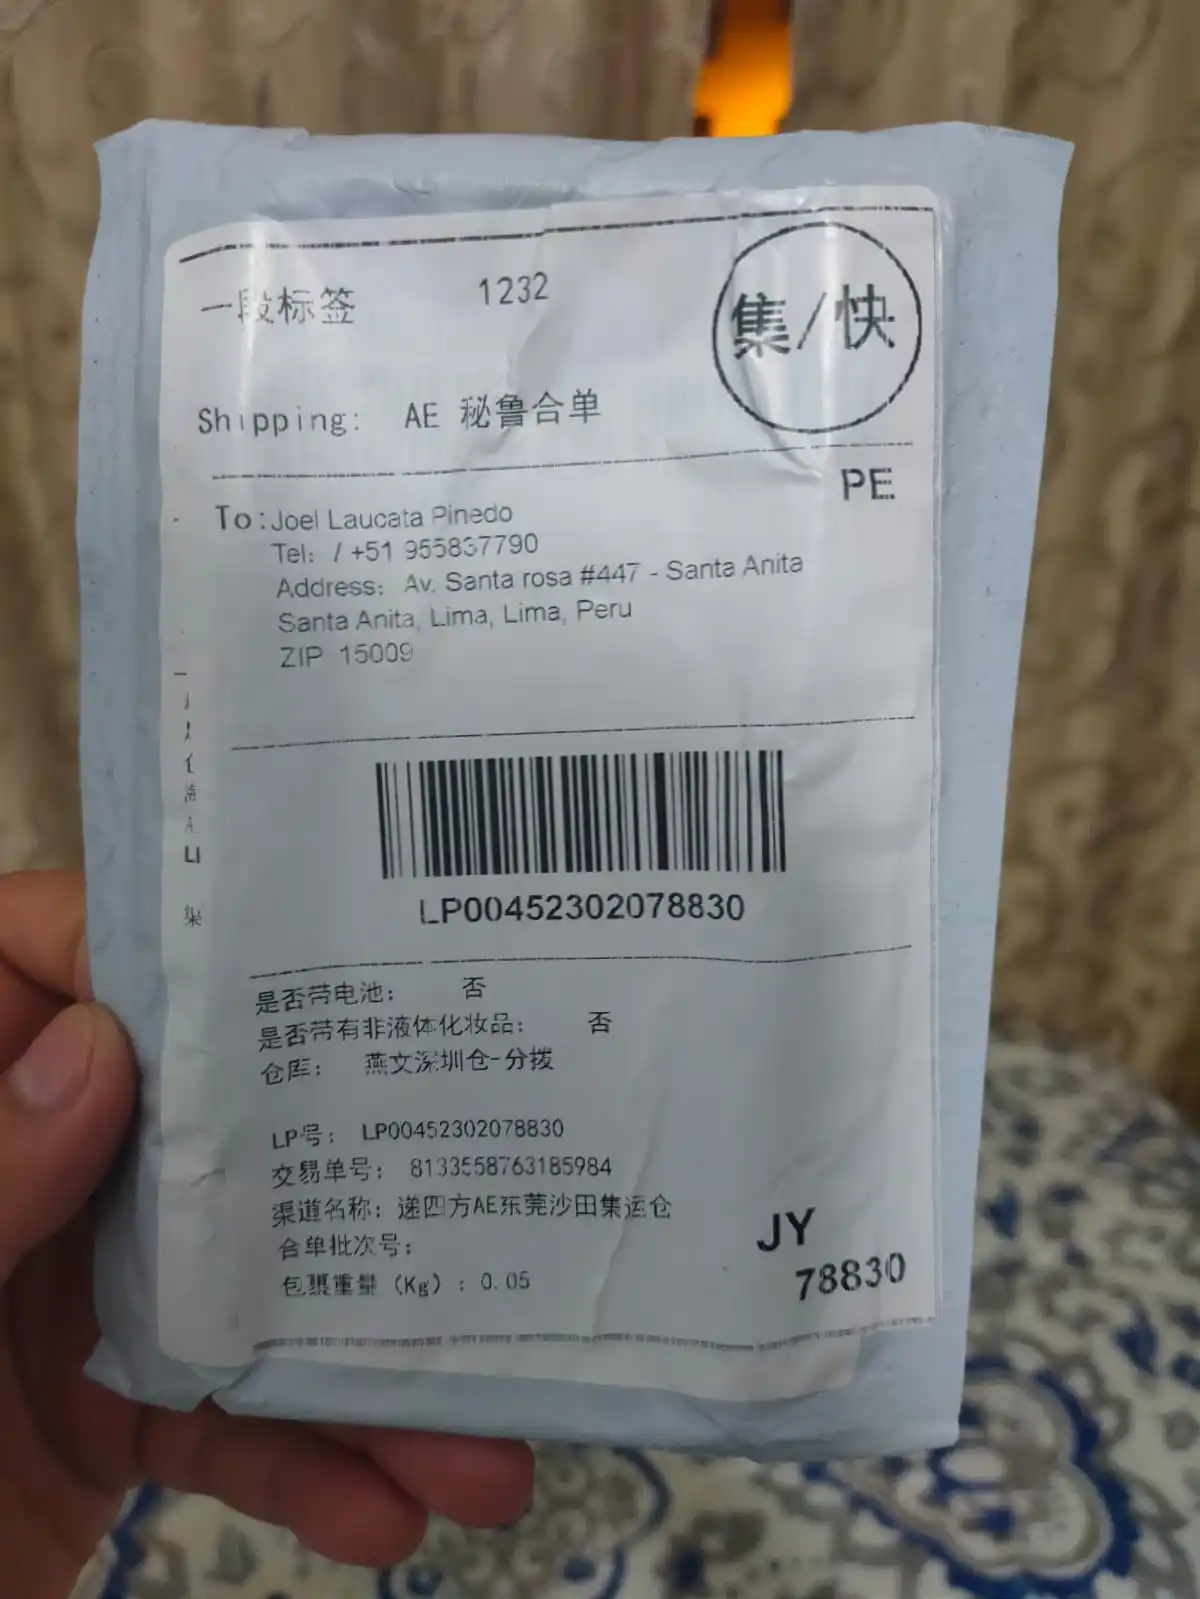 一段标签 1232
集/快
Shipping: AE 秘鲁合单
PE
To: Joel Laucata Pinedo
Tel: / +51 955837790
Address: Av. Santa rosa #447 - Santa Anita
Santa Anita, Lima, Lima, Peru
ZIP 15009
LI
渠
LP00452302078830
是否带电池: 否
是否带有非液体化妆品: 否
仓库: 燕文深圳仓-分拨
LP号: LP00452302078830
交易单号: 8133558763185984
渠道名称: 递四方AE东莞沙田集运仓
合单批次号:
包裹重量 (Kg) : 0.05
JY
78830